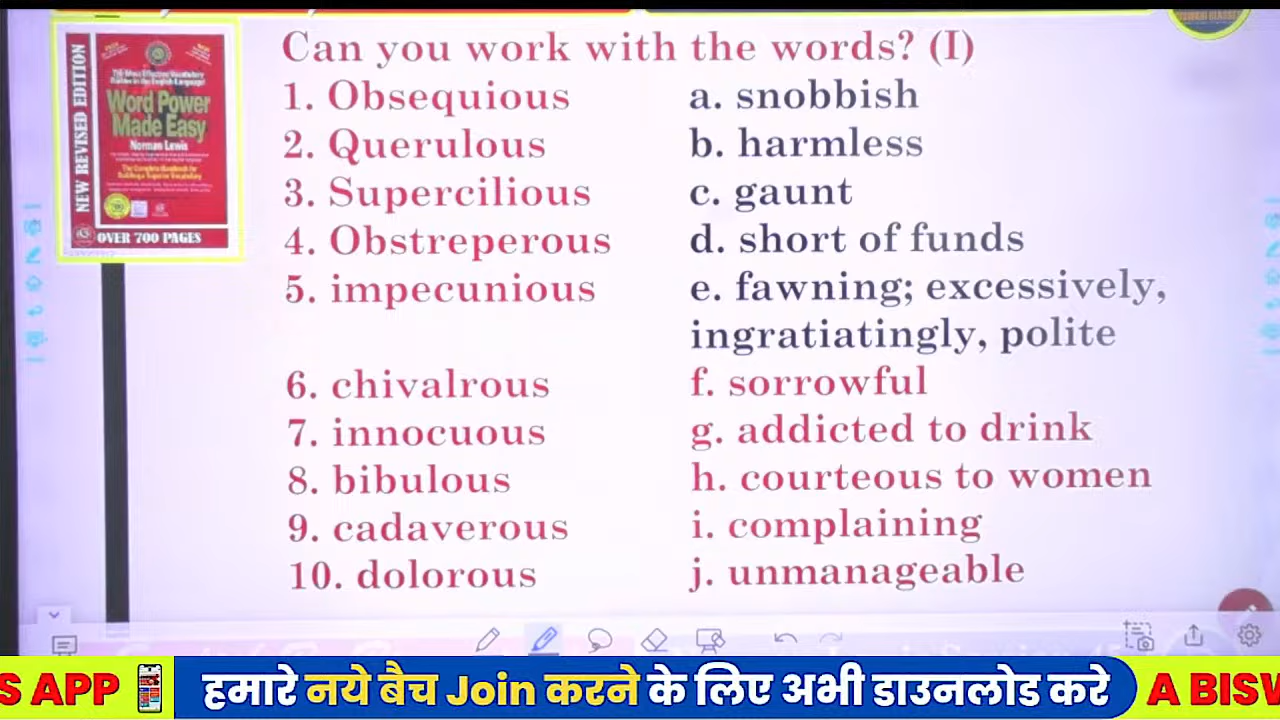 NEW REVISED EDITION
Word Power
Made Easy
Norman Lewis
OVER 700 PAGES
Can you work with the words? (I)
1. Obsequious a. snobbish
2. Querulous b. harmless
3. Supercilious c. gaunt
4. Obstreperous d. short of funds
5. impecunious e. fawning; excessively,
ingratiatingly, polite
6. chivalrous f. sorrowful
7. innocuous g. addicted to drink
8. bibulous h. courteous to women
9. cadaverous i. complaining
10. dolorous j. unmanageable
S APP हमारे नये बैच Join करने के लिए अभी डाउनलोड करे A BISW